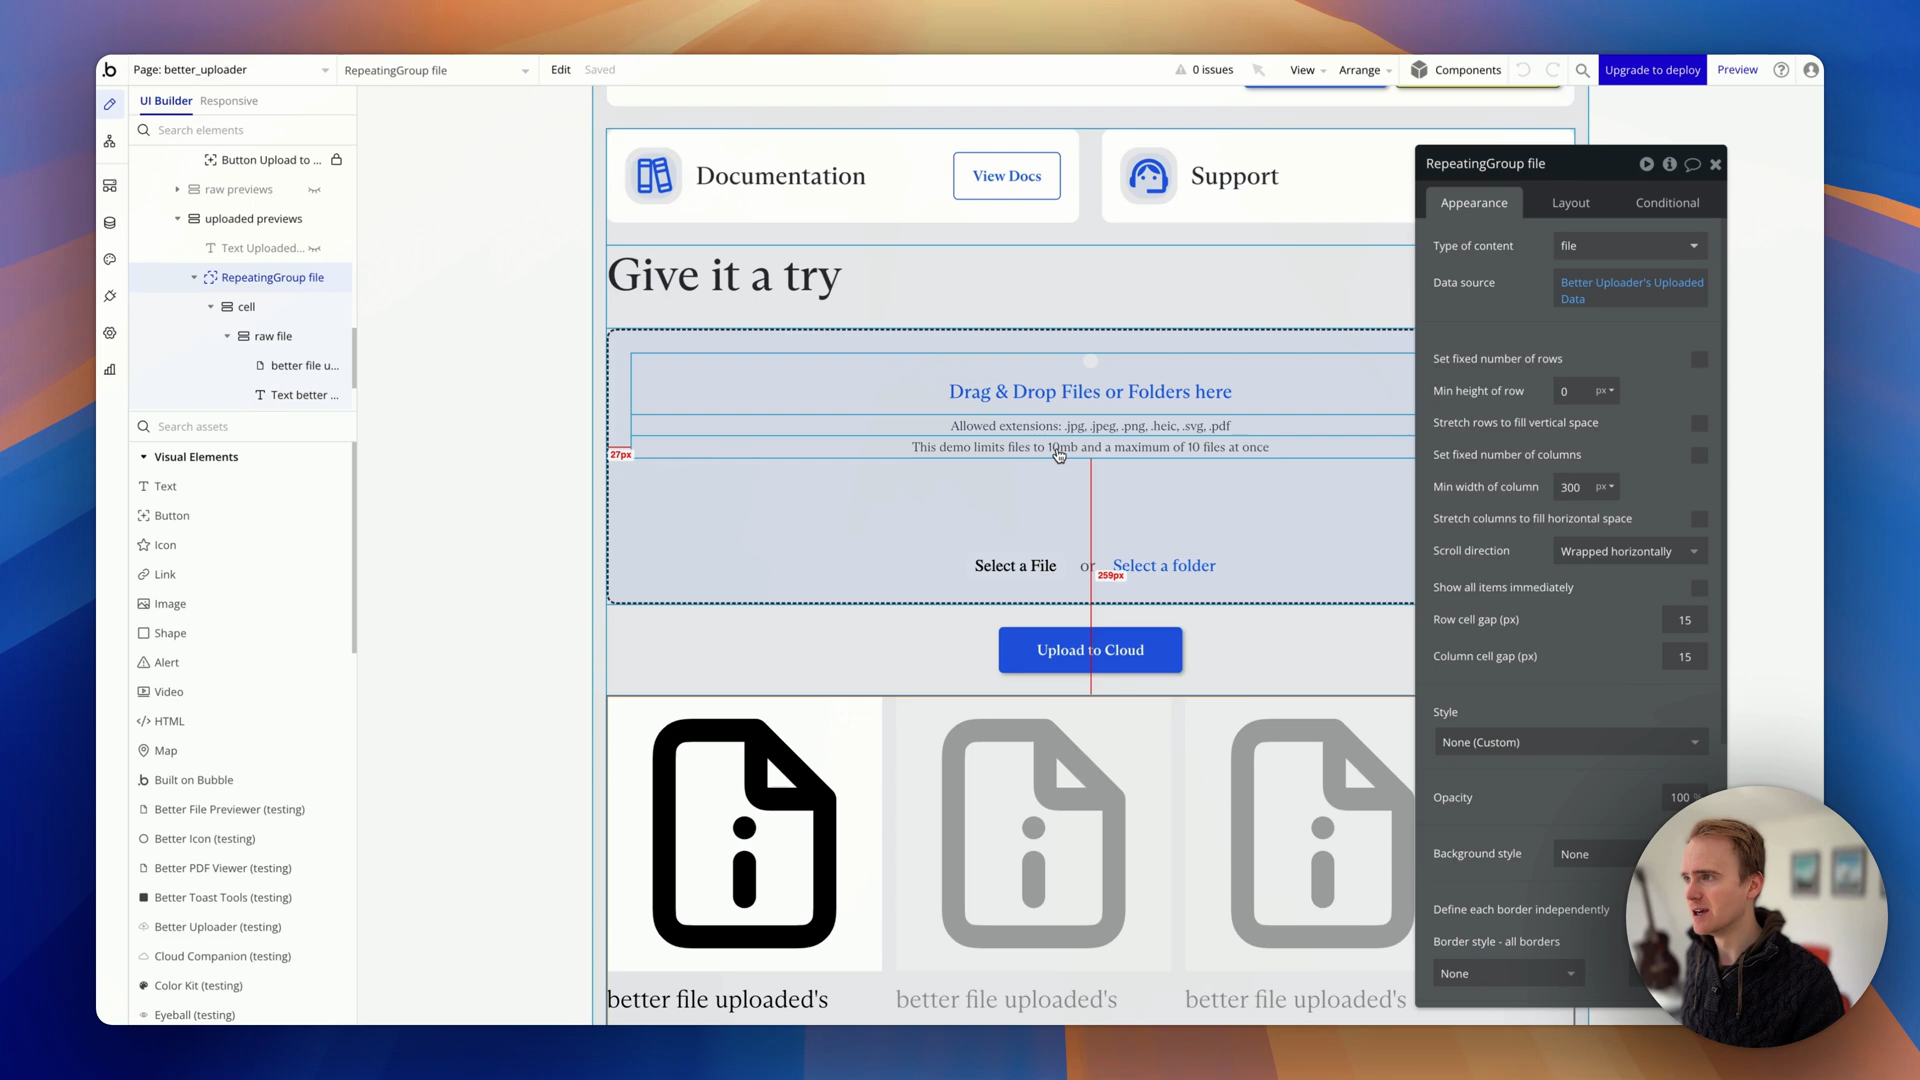 .b
Page: better_uploader
RepeatingGroup file
Edit
Saved
0 issues
View
Arrange
Components
Upgrade to deploy
Preview
UI Builder
Responsive
Search elements
Button Upload to ...
raw previews
uploaded previews
Text Uploaded...
RepeatingGroup file
cell
raw file
better file u...
Text better ...
Search assets
Visual Elements
Text
Button
Icon
Link
Image
Shape
Alert
Video
HTML
Map
Built on Bubble
Better File Previewer (testing)
Better Icon (testing)
Better PDF Viewer (testing)
Better Toast Tools (testing)
Better Uploader (testing)
Cloud Companion (testing)
Color Kit (testing)
Eyeball (testing)
Documentation
View Docs
Support
Give it a try
Drag & Drop Files or Folders here
Allowed extensions: .jpg, .jpeg, .png, .heic, .svg, .pdf
This demo limits files to 10mb and a maximum of 10 files at once
27px
Select a File or Select a folder
259px
Upload to Cloud
better file uploaded's
better file uploaded's
better file uploaded's
RepeatingGroup file
Appearance
Layout
Conditional
Type of content
file
Data source
Better Uploader's Uploaded
Data
Set fixed number of rows
Min height of row
0
px
Stretch rows to fill vertical space
Set fixed number of columns
Min width of column
300
px
Stretch columns to fill horizontal space
Scroll direction
Wrapped horizontally
Show all items immediately
Row cell gap (px)
15
Column cell gap (px)
15
Style
None (Custom)
Opacity
100 %
Background style
None
Define each border independently
Border style - all borders
None